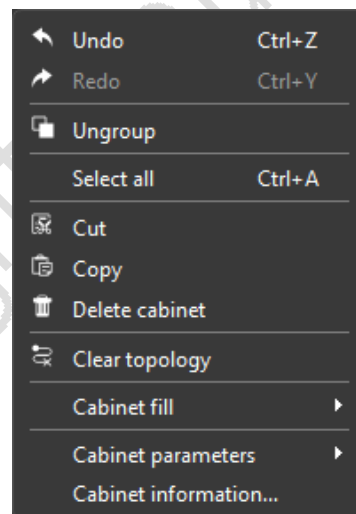 Undo Ctrl+Z
Redo Ctrl+Y
Ungroup
Select all Ctrl+A
Cut
Copy
Delete cabinet
Clear topology
Cabinet fill
Cabinet parameters
Cabinet information...